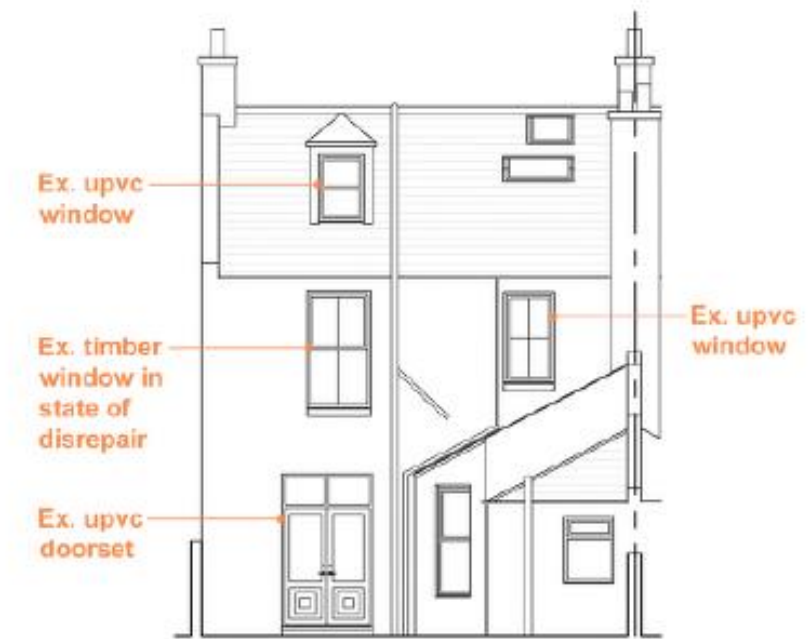 Ex. upvc
window
Ex. timber
window in
state of
disrepair
Ex. upvc
doorset
Ex. upvc
window